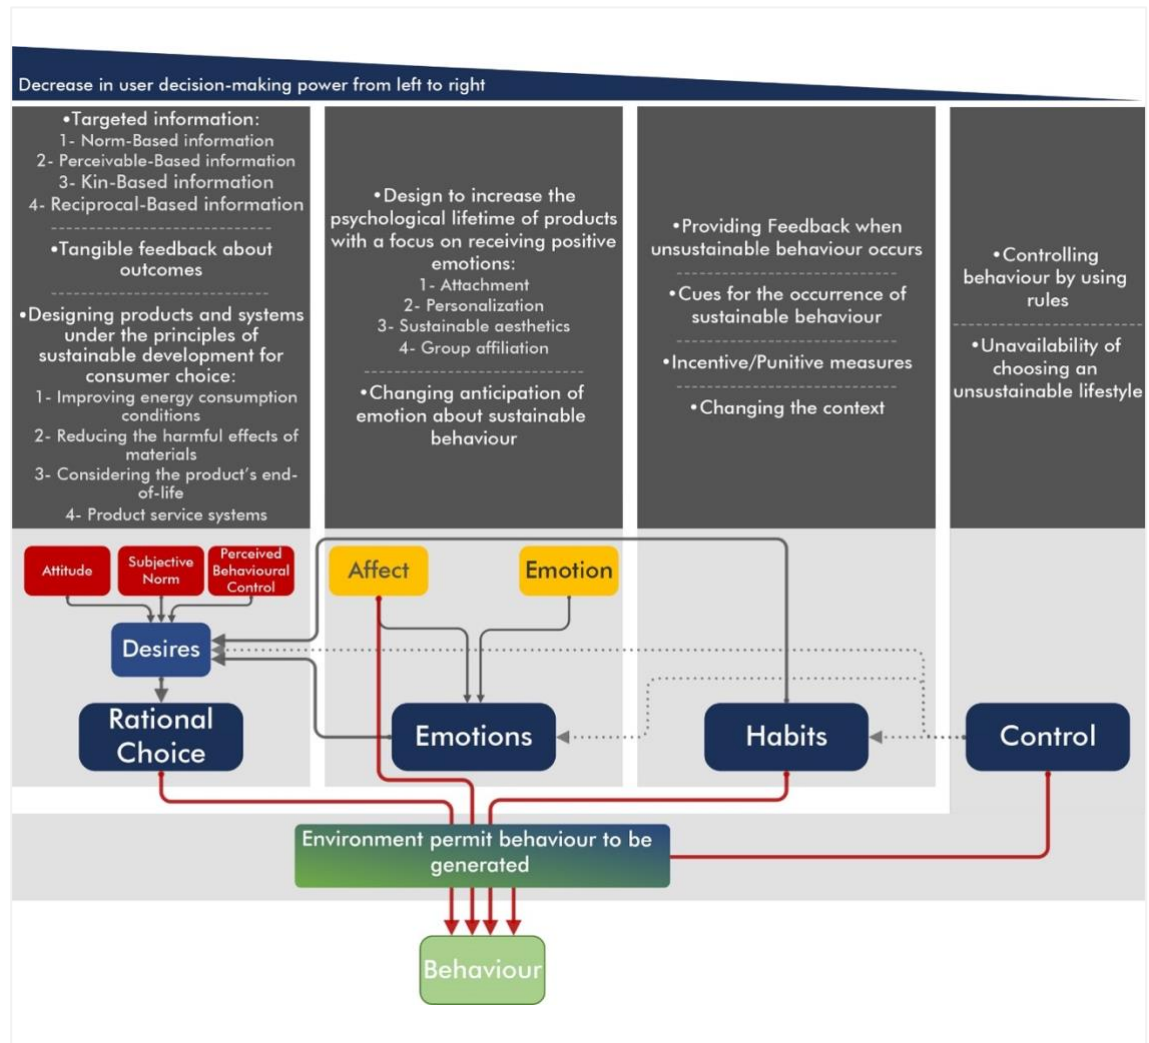 Decrease in user decision-making power from left to right
•Targeted information:
1- Norm-Based information
2- Perceivable-Based information
3- Kin-Based information
4- Reciprocal-Based information
•Tangible feedback about
outcomes
•Designing products and systems
under the principles of
sustainable development for
consumer choice:
1- Improving energy consumption
conditions
2- Reducing the harmful effects of
materials
3- Considering the product's end-
of-life
4- Product service systems
•Design to increase the
psychological lifetime of products
with a focus on receiving positive
emotions:
1- Attachment
2- Personalization
3- Sustainable aesthetics
4- Group affiliation
•Changing anticipation of
emotion about sustainable
behaviour
•Providing Feedback when
unsustainable behaviour occurs
•Cues for the occurrence of
sustainable behaviour
•Incentive/Punitive measures
•Changing the context
•Controlling
behaviour by using
rules
•Unavailability of
choosing an
unsustainable lifestyle
Attitude
Subjective
Norm
Perceived
Behavioural
Control
Affect
Emotion
Desires
Rational
Choice
Emotions
Habits
Control
Environment permit behaviour to be
generated
Behaviour